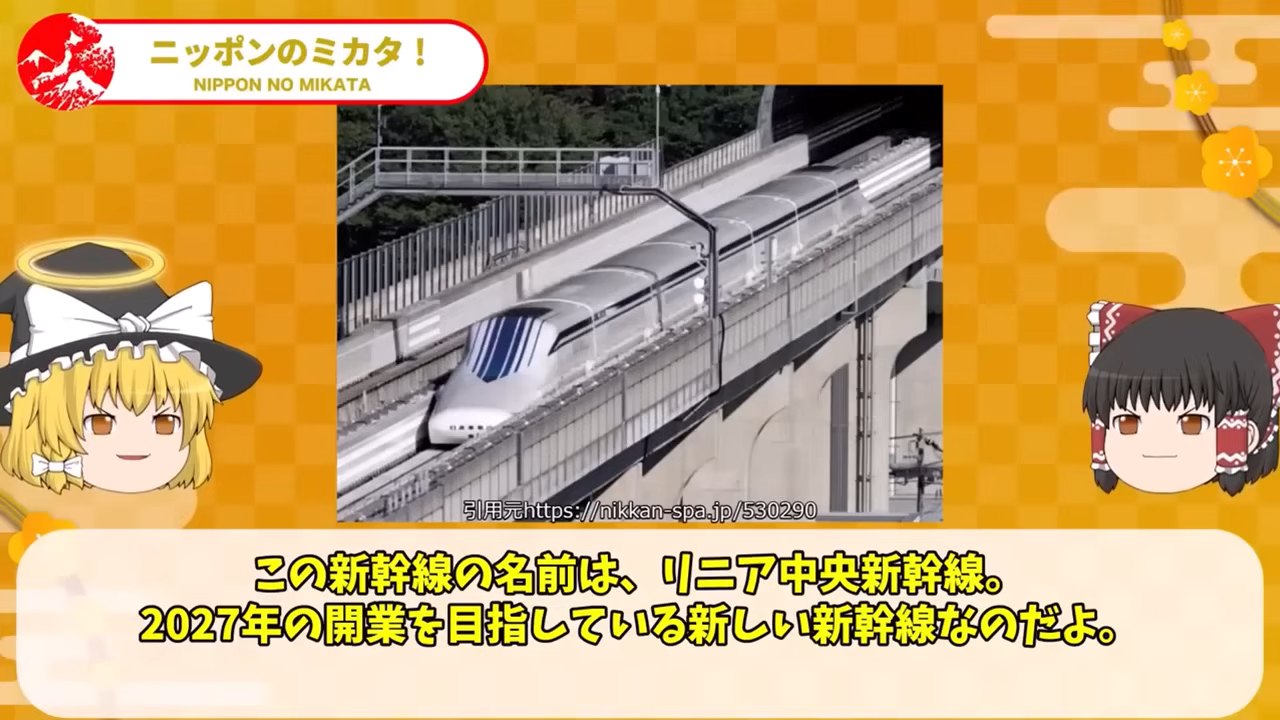 ニッポンのミカタ！
NIPPON NO MIKATA
引用元https://nikkan-spa.jp/530290
この新幹線の名前は、リニア中央新幹線。
2027年の開業を目指している新しい新幹線なのだよ。